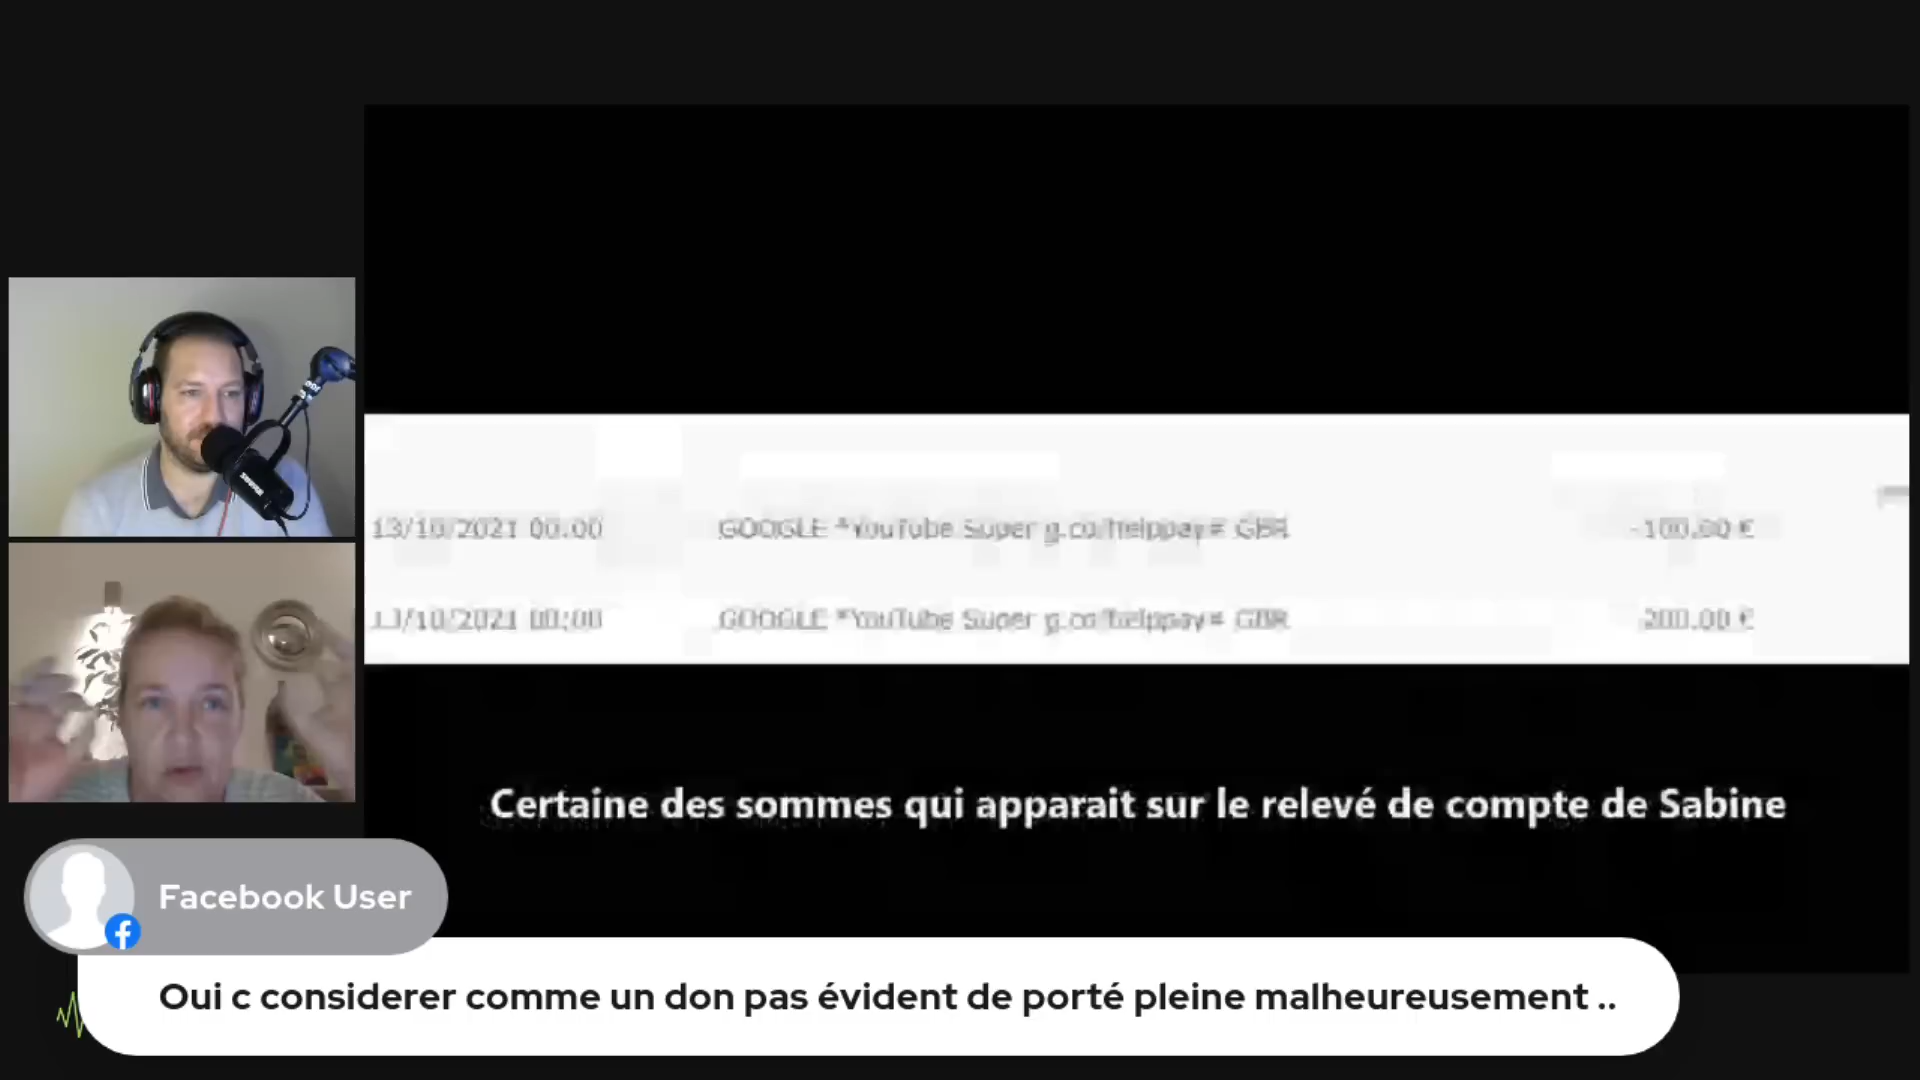 13/10/2021 00:00 GOOGLE *YouTube Super g.co/helppay# GBR -100,00 €
13/10/2021 00:00 GOOGLE *YouTube Super g.co/helppay# GBR 200,00 €
Certaine des sommes qui apparait sur le relevé de compte de Sabine
Facebook User
Oui c considerer comme un don pas évident de porté pleine malheureusement ..